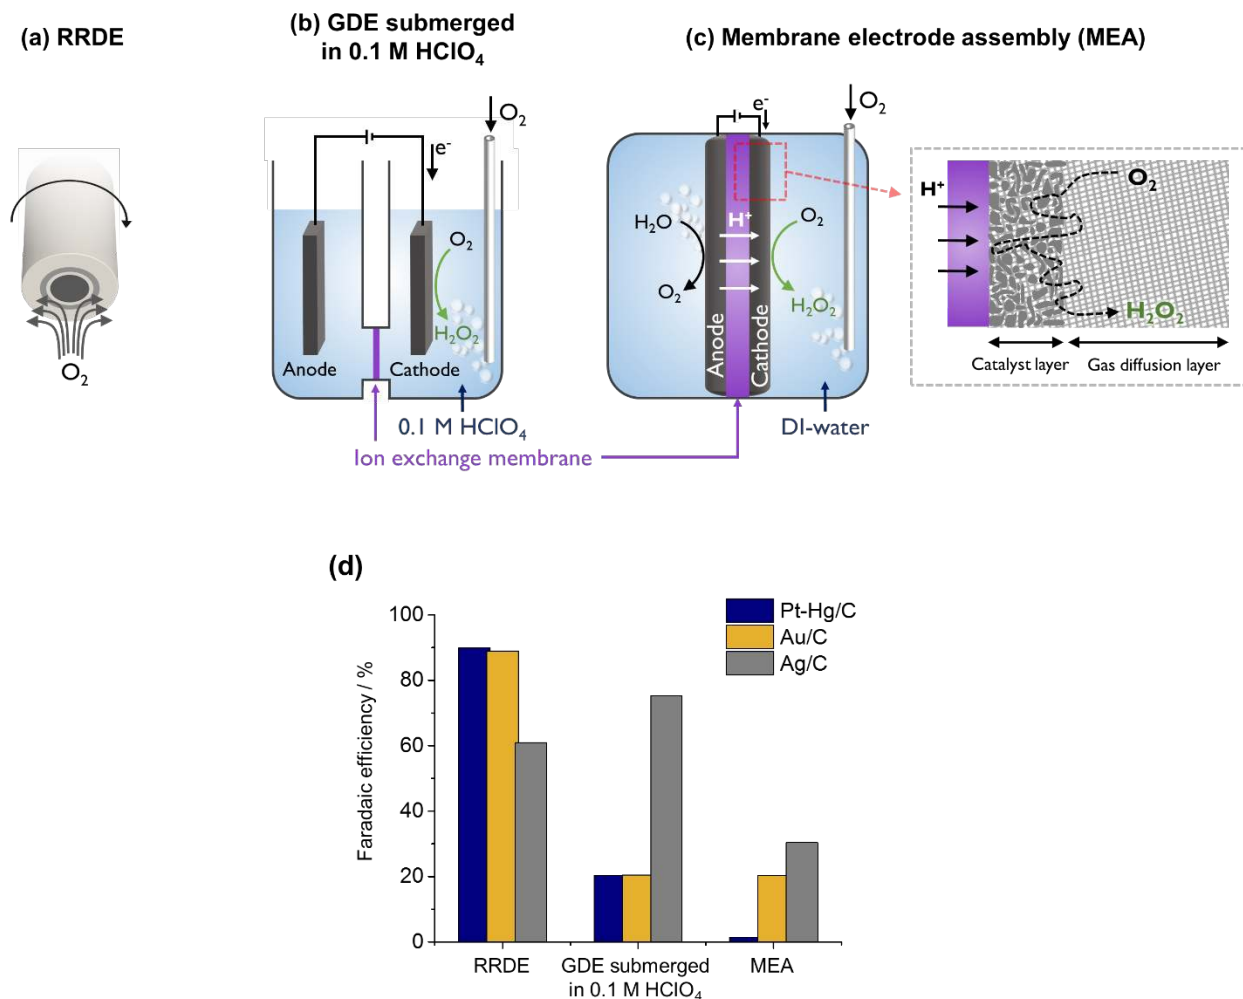 (a) RRDE
O₂
(b) GDE submerged
in 0.1 M HClO₄
O₂
e⁻
O₂
H₂O₂
Anode
Cathode
0.1 M HClO₄
Ion exchange membrane
(c) Membrane electrode assembly (MEA)
e⁻
O₂
H₂O
H⁺
O₂
O₂
H₂O₂
Anode
Cathode
DI-water
H⁺
O₂
H₂O₂
Catalyst layer
Gas diffusion layer
(d)
Pt-Hg/C
Au/C
Ag/C
Faradaic efficiency / %
100
80
60
40
20
0
RRDE
GDE submerged
in 0.1 M HClO₄
MEA